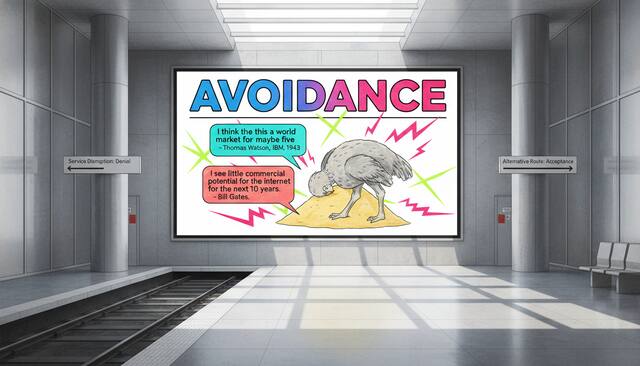 AVOIDANCE
I think the this a world
market for maybe five
- Thomas Watson, IBM, 1943
I see little commercial
potential for the internet
for the next 10 years.
- Bill Gates.
Service Disruption: Denial
Alternative Route: Acceptance